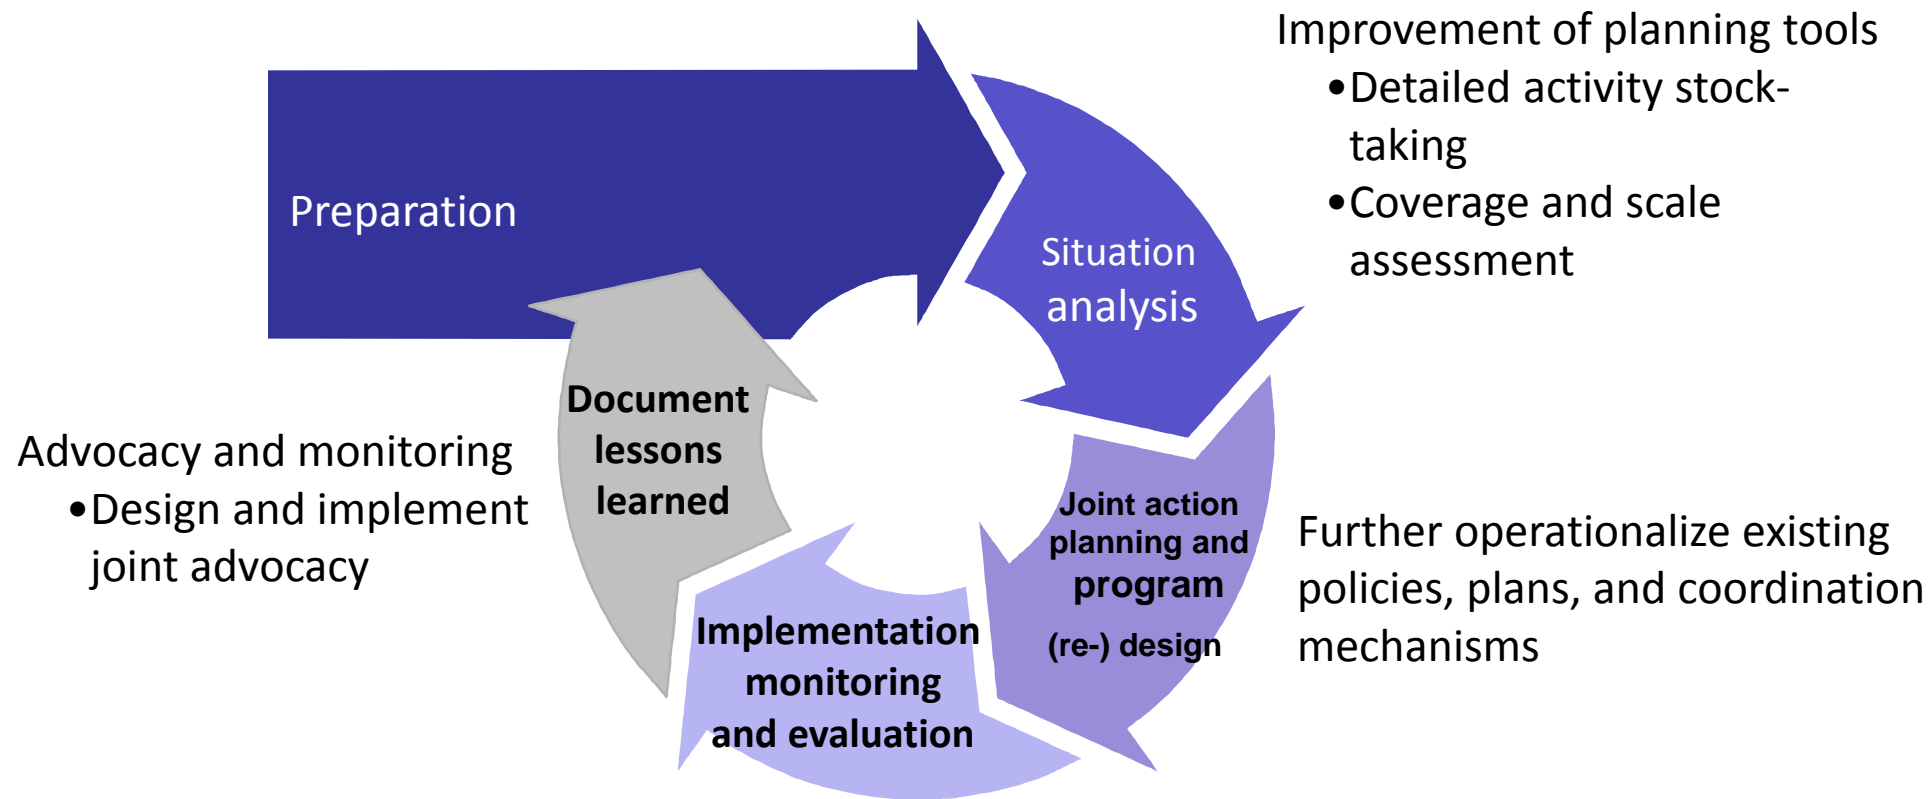 Preparation
Situation
analysis
Improvement of planning tools
•Detailed activity stock-
taking
•Coverage and scale
assessment
Joint action
planning and
program
(re-) design
Further operationalize existing
policies, plans, and coordination
mechanisms
Implementation
monitoring
and evaluation
Document
lessons
learned
Advocacy and monitoring
•Design and implement
joint advocacy